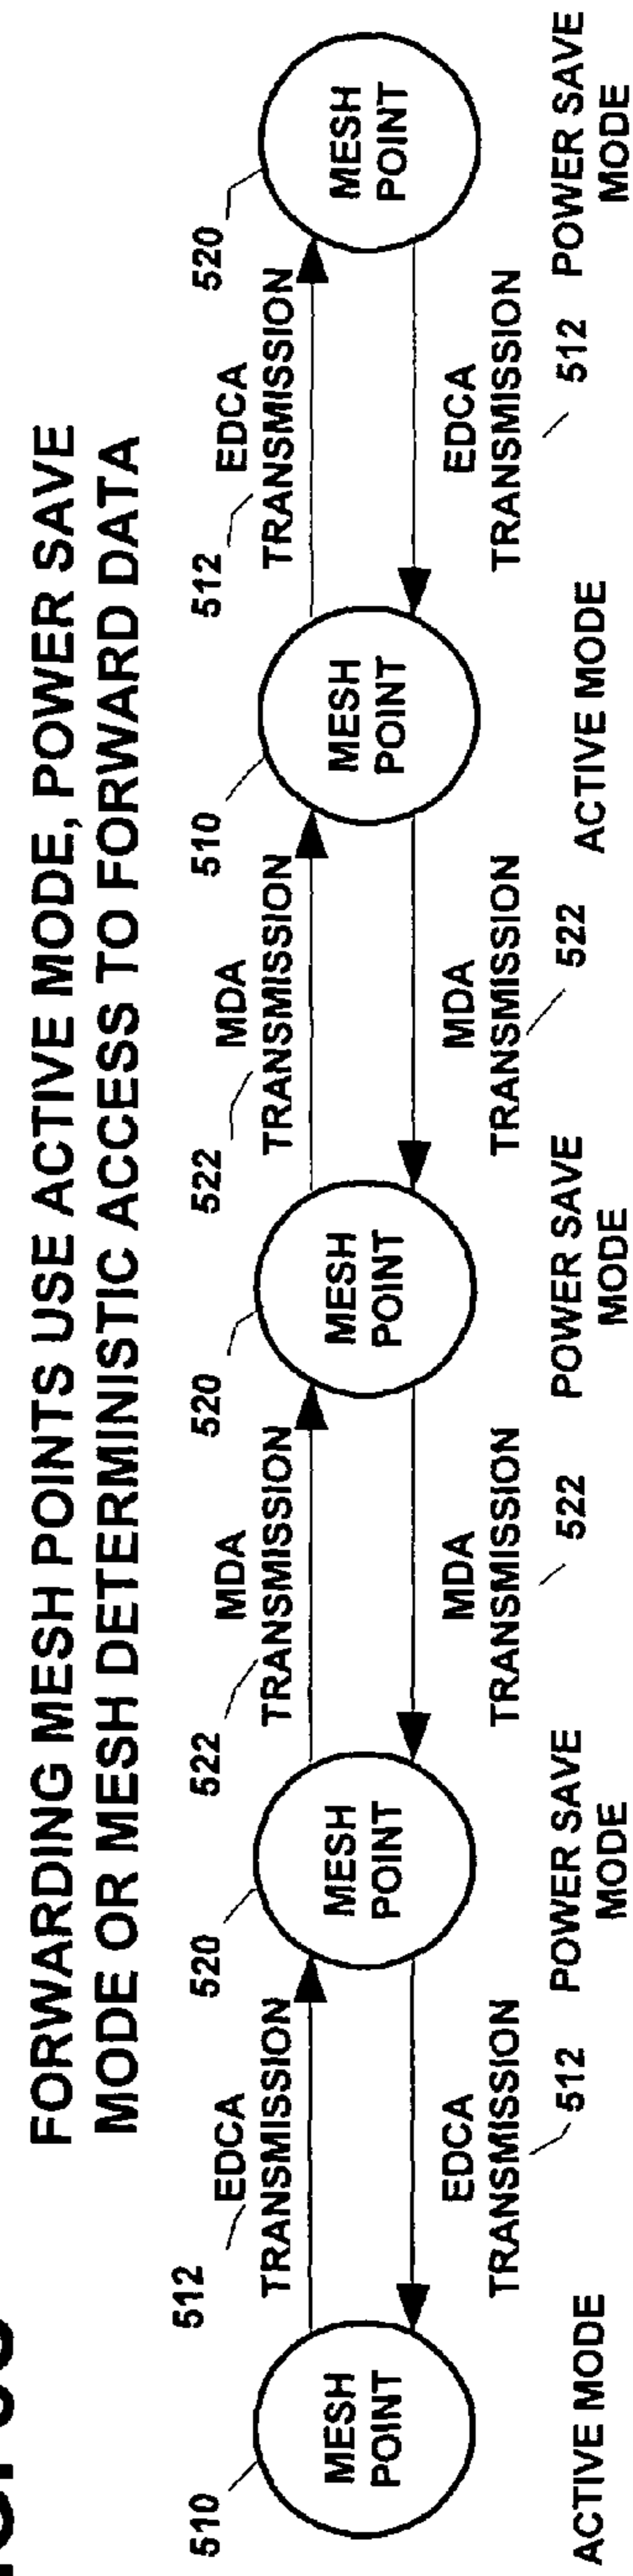 FORWARDING MESH POINTS USE ACTIVE MODE, POWER SAVE
MODE OR MESH DETERMINISTIC ACCESS TO FORWARD DATA
510
512
EDCA
TRANSMISSION
520
522
MDA
TRANSMISSION
520
522
MDA
TRANSMISSION
510
512
EDCA
TRANSMISSION
520
MESH
POINT
MESH
POINT
MESH
POINT
MESH
POINT
MESH
POINT
EDCA
TRANSMISSION
512
MDA
TRANSMISSION
522
MDA
TRANSMISSION
522
EDCA
TRANSMISSION
512
ACTIVE MODE
POWER SAVE
MODE
POWER SAVE
MODE
ACTIVE MODE
POWER SAVE
MODE